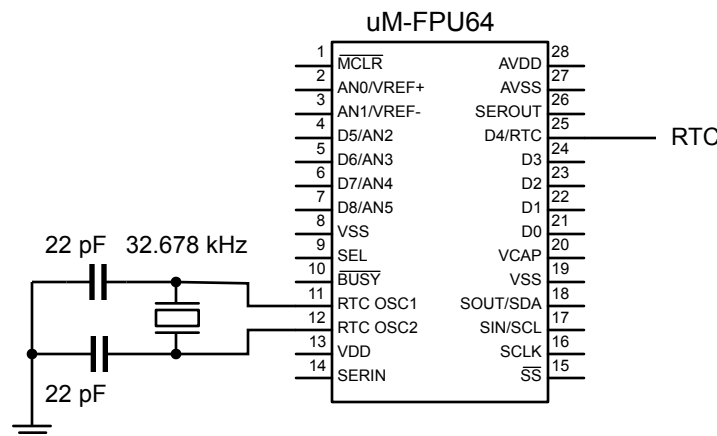 uM-FPU64
1 MCLR AVDD 28
2 AN0/VREF+ AVSS 27
3 AN1/VREF- SEROUT 26
4 D5/AN2 D4/RTC 25 RTC
5 D6/AN3 D3 24
6 D7/AN4 D2 23
7 D8/AN5 D1 22
8 VSS D0 21
22 pF 32.678 kHz 9 SEL VCAP 20
10 BUSY VSS 19
11 RTC OSC1 SOUT/SDA 18
12 RTC OSC2 SIN/SCL 17
13 VDD SCLK 16
14 SERIN SS 15
22 pF